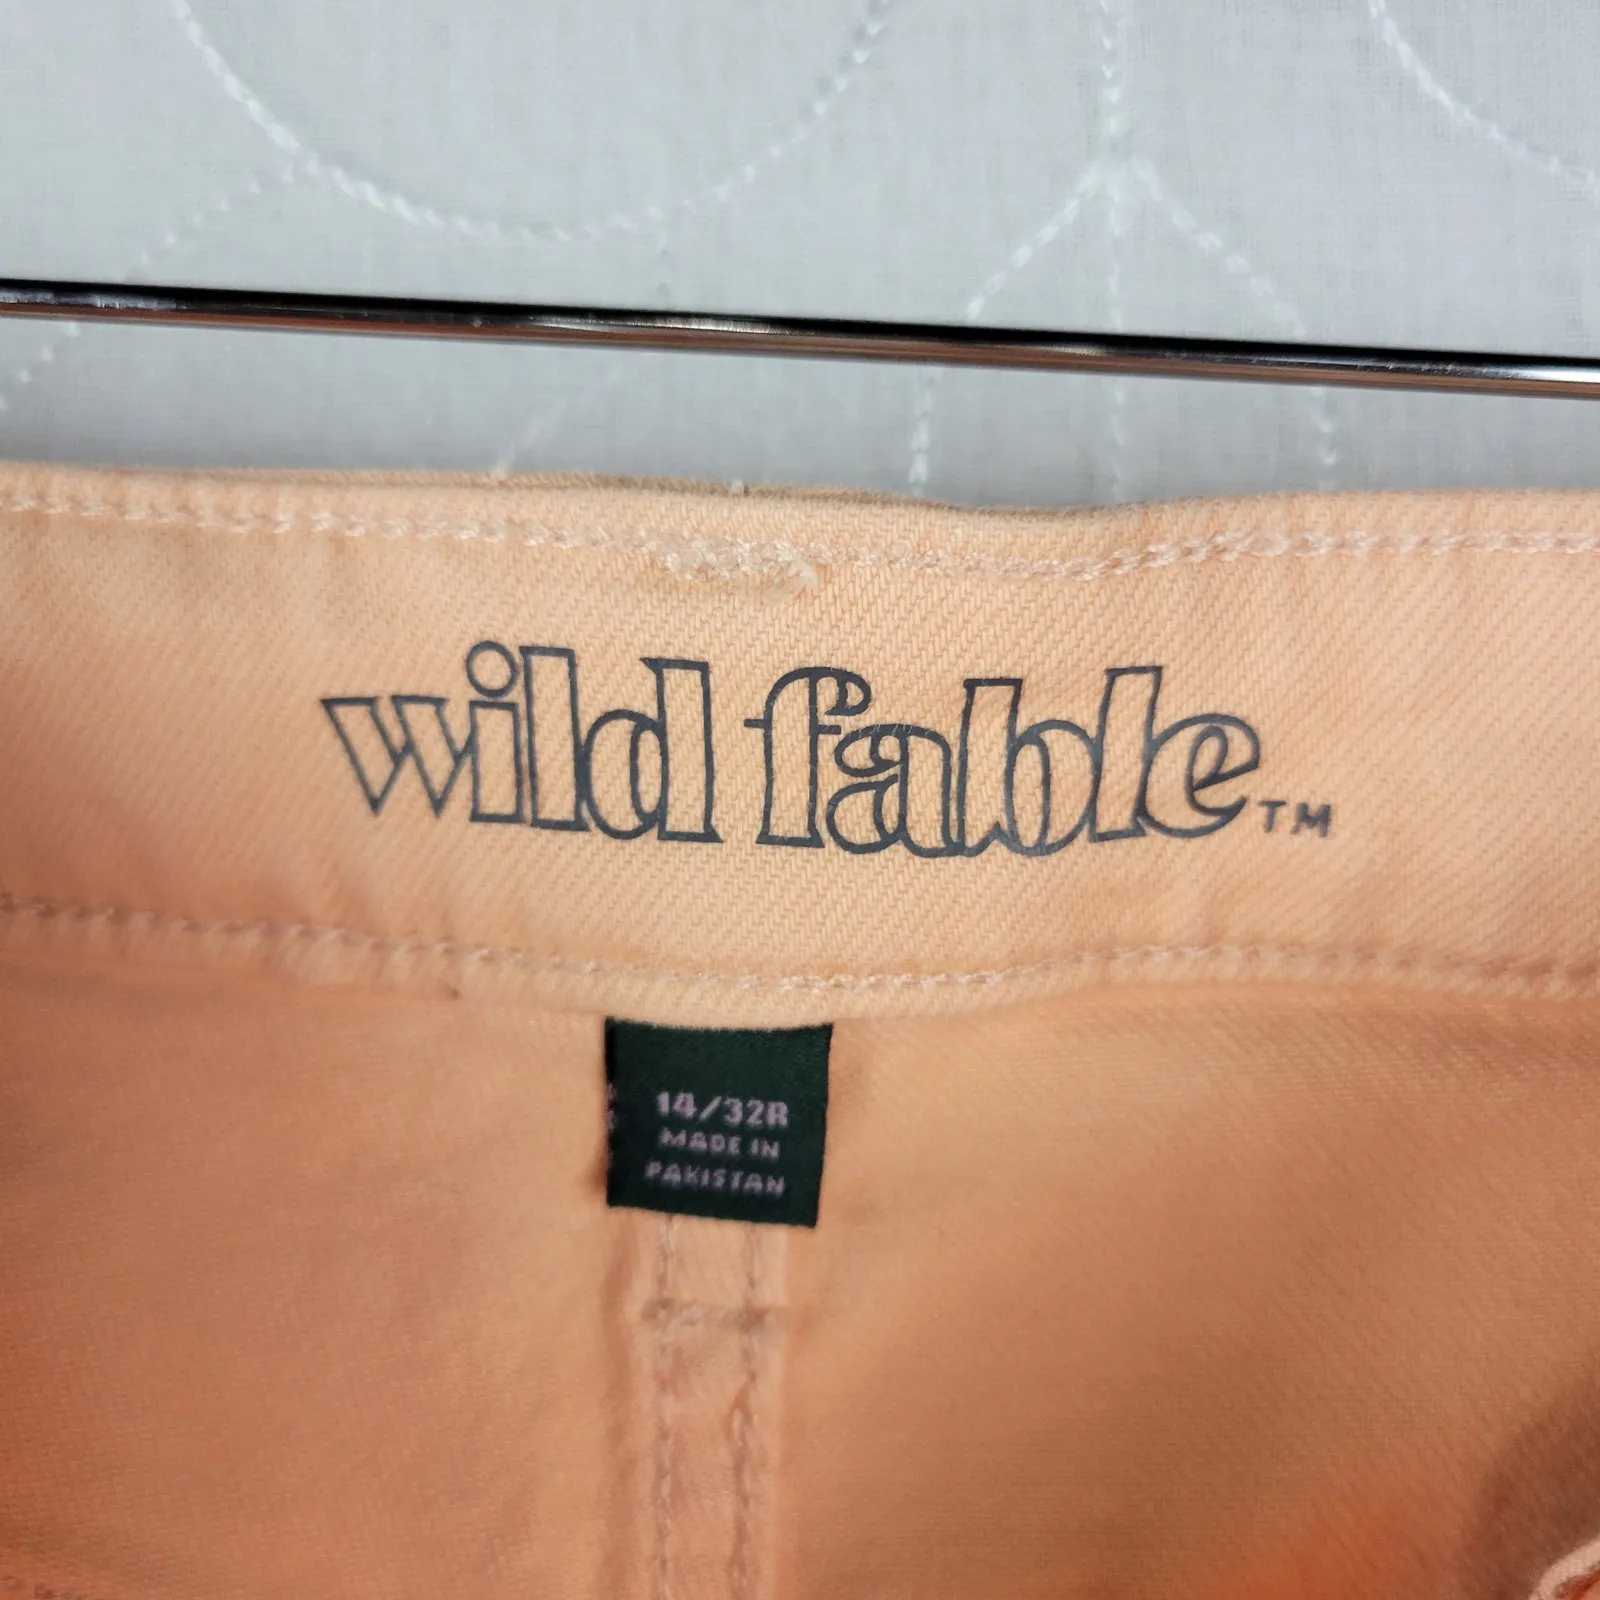 wild fable™
14/32R
MADE IN
PAKISTAN